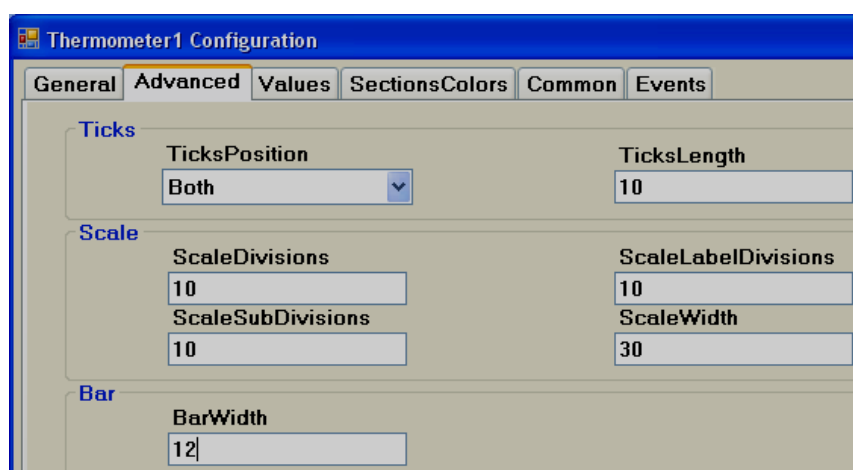 Thermometer1 Configuration
General Advanced Values SectionsColors Common Events
Ticks
TicksPosition TicksLength
Both 10
Scale
ScaleDivisions ScaleLabelDivisions
10 10
ScaleSubDivisions ScaleWidth
10 30
Bar
BarWidth
12